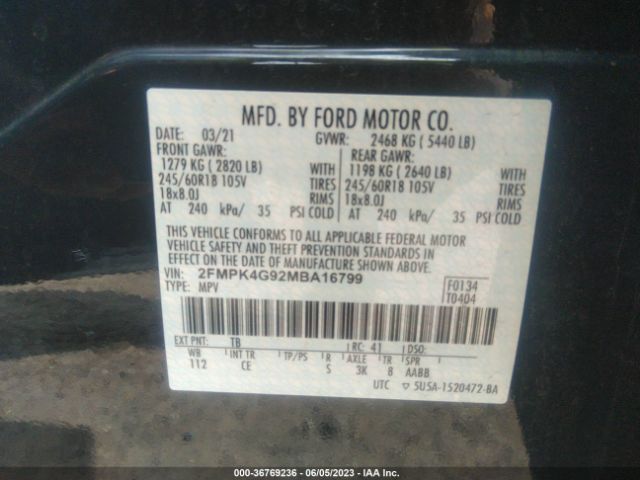 MFD. BY FORD MOTOR CO.
DATE: 03/21 GVWR: 2468 KG ( 5440 LB)
FRONT GAWR: REAR GAWR:
1279 KG ( 2820 LB) WITH 1198 KG ( 2640 LB) WITH
245/60R18 105V TIRES 245/60R18 105V TIRES
18x8.0J RIMS 18x8.0J RIMS
AT 240 kPa/ 35 PSI COLD AT 240 kPa/ 35 PSI COLD
THIS VEHICLE CONFORMS TO ALL APPLICABLE FEDERAL MOTOR
VEHICLE SAFETY AND THEFT PREVENTION STANDARDS IN
EFFECT ON THE DATE OF MANUFACTURE SHOWN ABOVE.
VIN: 2FMPK4G92MBA16799 F0134
TYPE: MPV T0404
EXT PNT: TB RC: 41 DSO:
WB INT TR TP/PS R AXLE TR SPR
112 CE S 3K 8 AABB
UTC ▽ 5U5A-1520472-BA
000-36769236 - 06/05/2023 - IAA Inc.